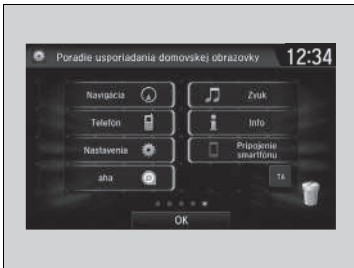 Poradie usporiadania domovskej obrazovky 12:34
Navigácia
Zvuk
Telefón
Info
Nastavenia
Pripojenie
smartfónu
aha
TA
OK